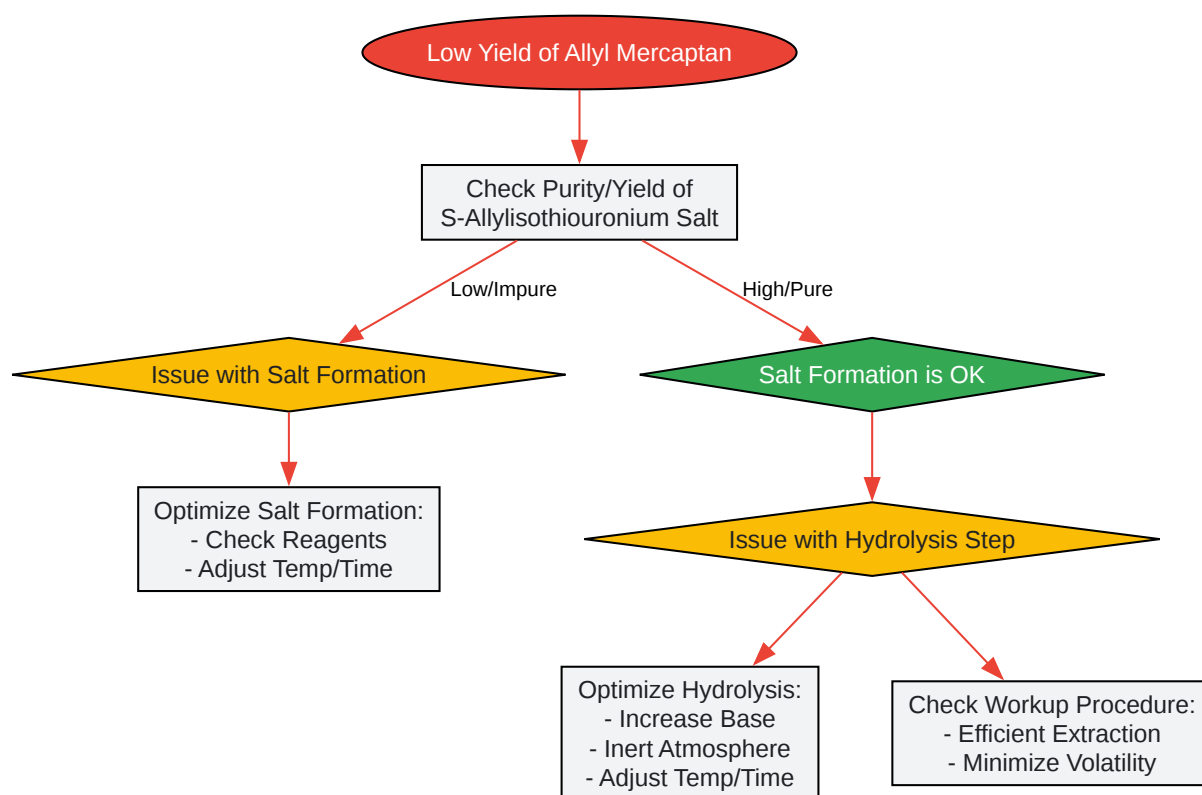 Low Yield of Allyl Mercaptan
Check Purity/Yield of
S-Allylisothiouronium Salt
Low/Impure
High/Pure
Issue with Salt Formation
Salt Formation is OK
Optimize Salt Formation:
- Check Reagents
- Adjust Temp/Time
Issue with Hydrolysis Step
Optimize Hydrolysis:
- Increase Base
- Inert Atmosphere
- Adjust Temp/Time
Check Workup Procedure:
- Efficient Extraction
- Minimize Volatility